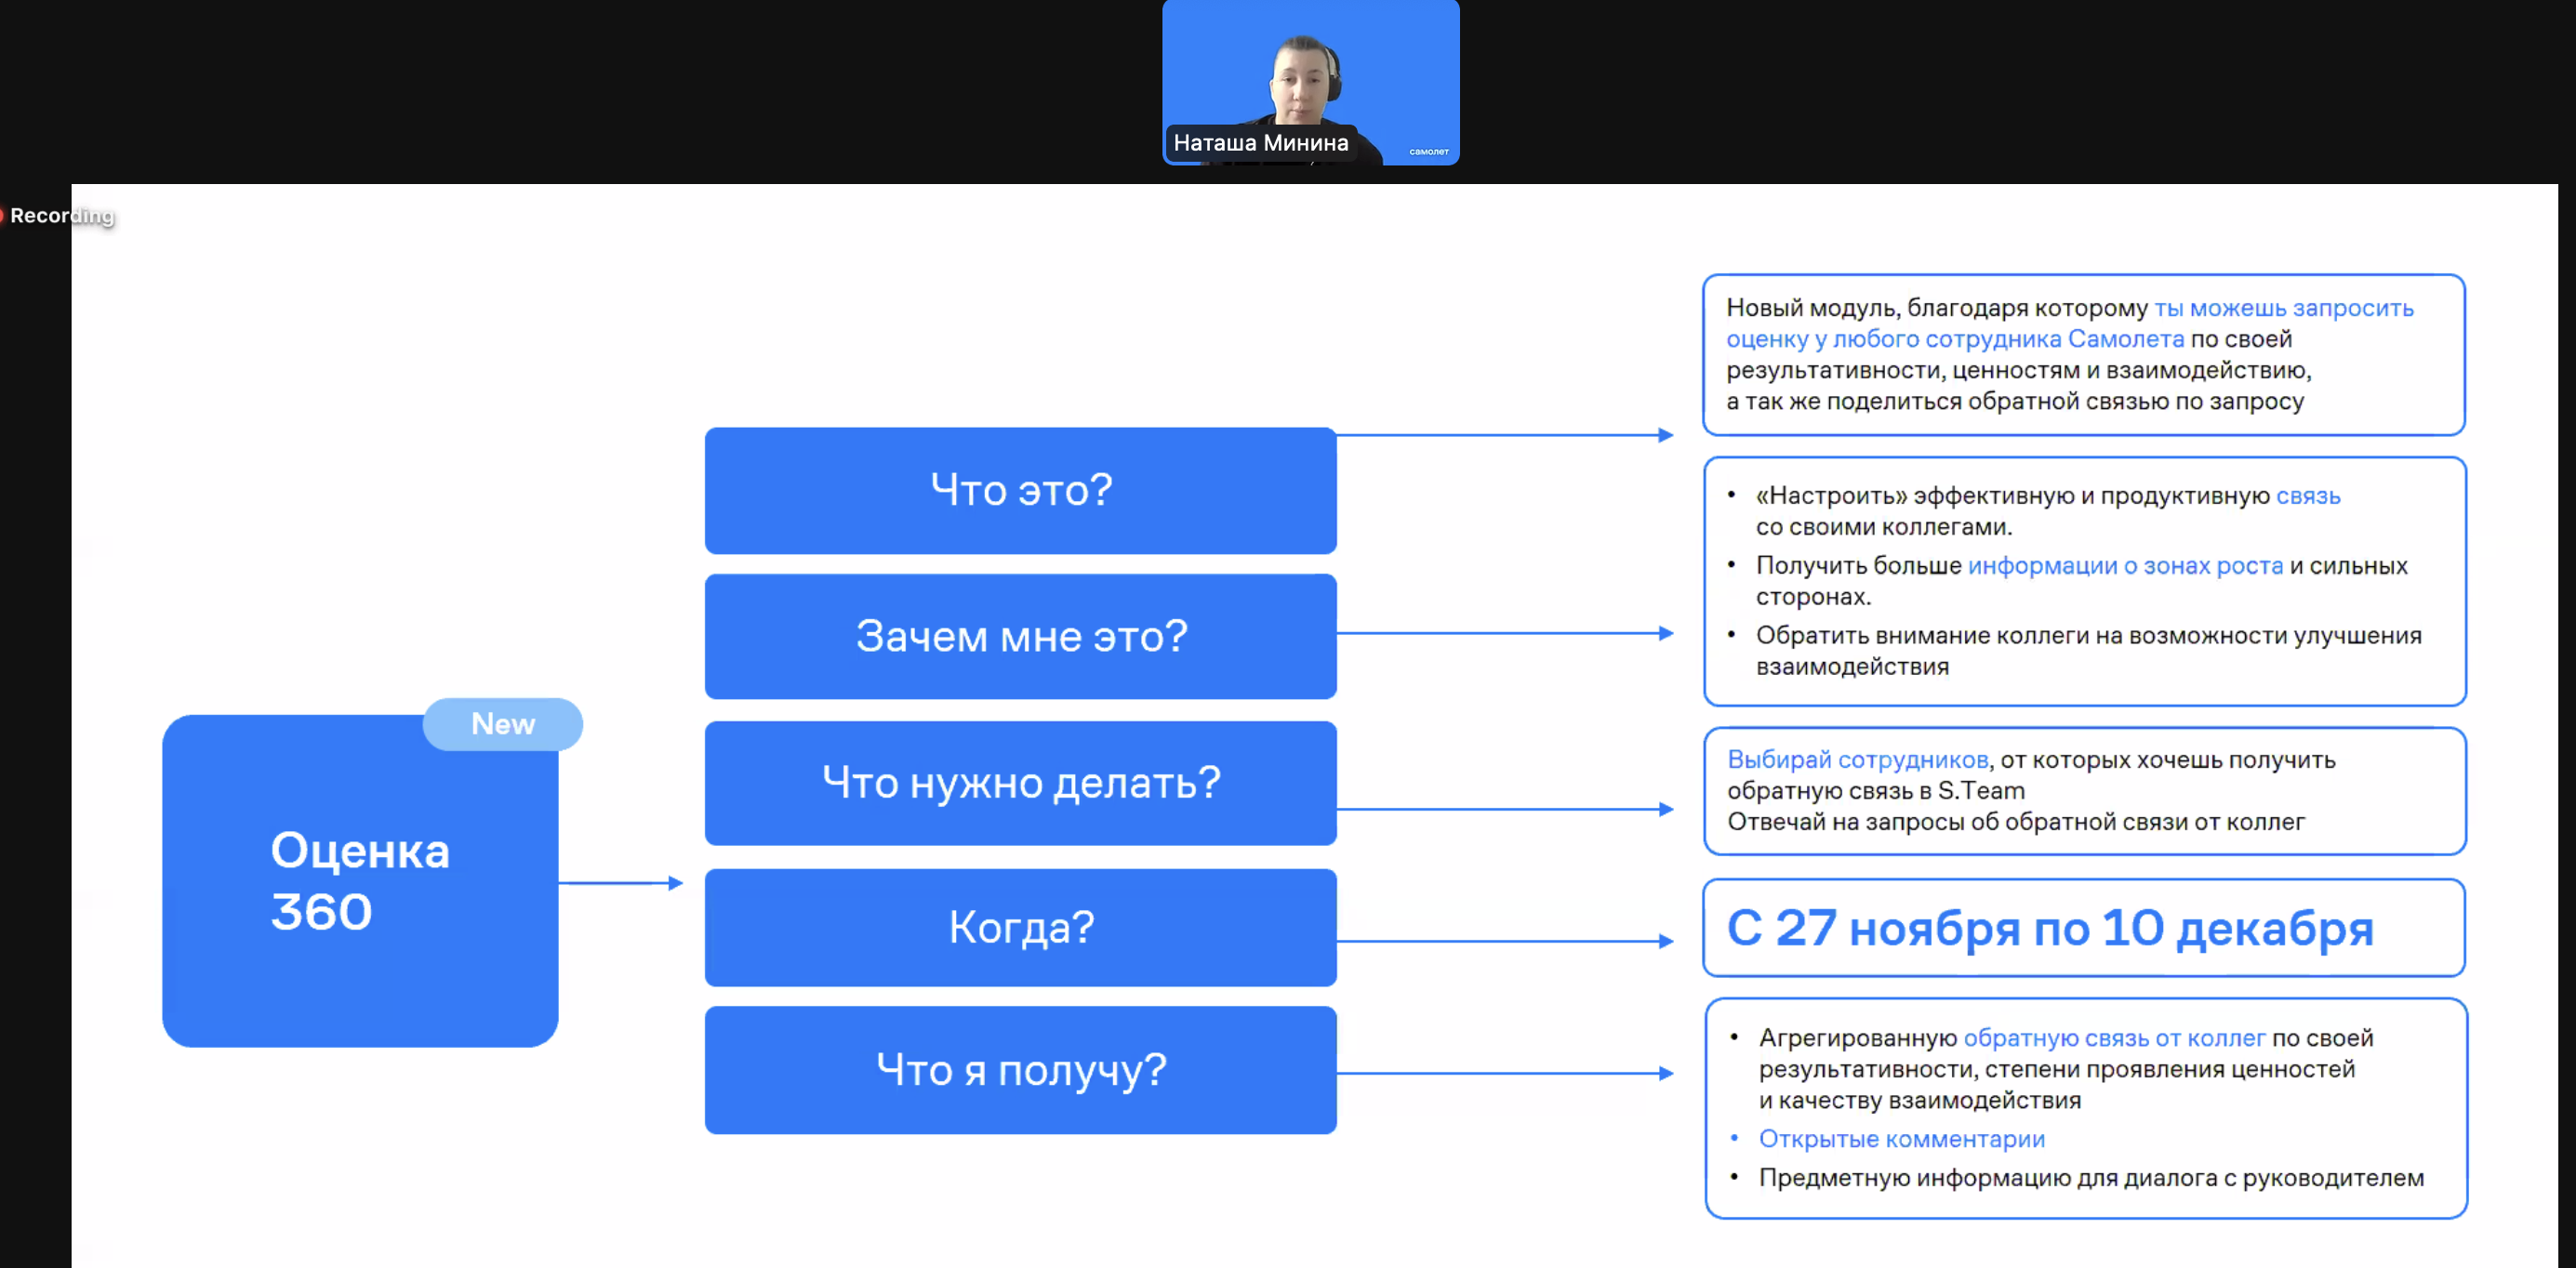 Наташа Минина
самолет
Recording
Новый модуль, благодаря которому ты можешь запросить
оценку у любого сотрудника Самолета по своей
результативности, ценностям и взаимодействию,
а так же поделиться обратной связью по запросу
Что это?
• «Настроить» эффективную и продуктивную связь
со своими коллегами.
• Получить больше информации о зонах роста и сильных
сторонах.
• Обратить внимание коллеги на возможности улучшения
взаимодействия
Зачем мне это?
New
Оценка
360
Что нужно делать?
Выбирай сотрудников, от которых хочешь получить
обратную связь в S.Team
Отвечай на запросы об обратной связи от коллег
Когда?
С 27 ноября по 10 декабря
Что я получу?
• Агрегированную обратную связь от коллег по своей
результативности, степени проявления ценностей
и качеству взаимодействия
• Открытые комментарии
• Предметную информацию для диалога с руководителем